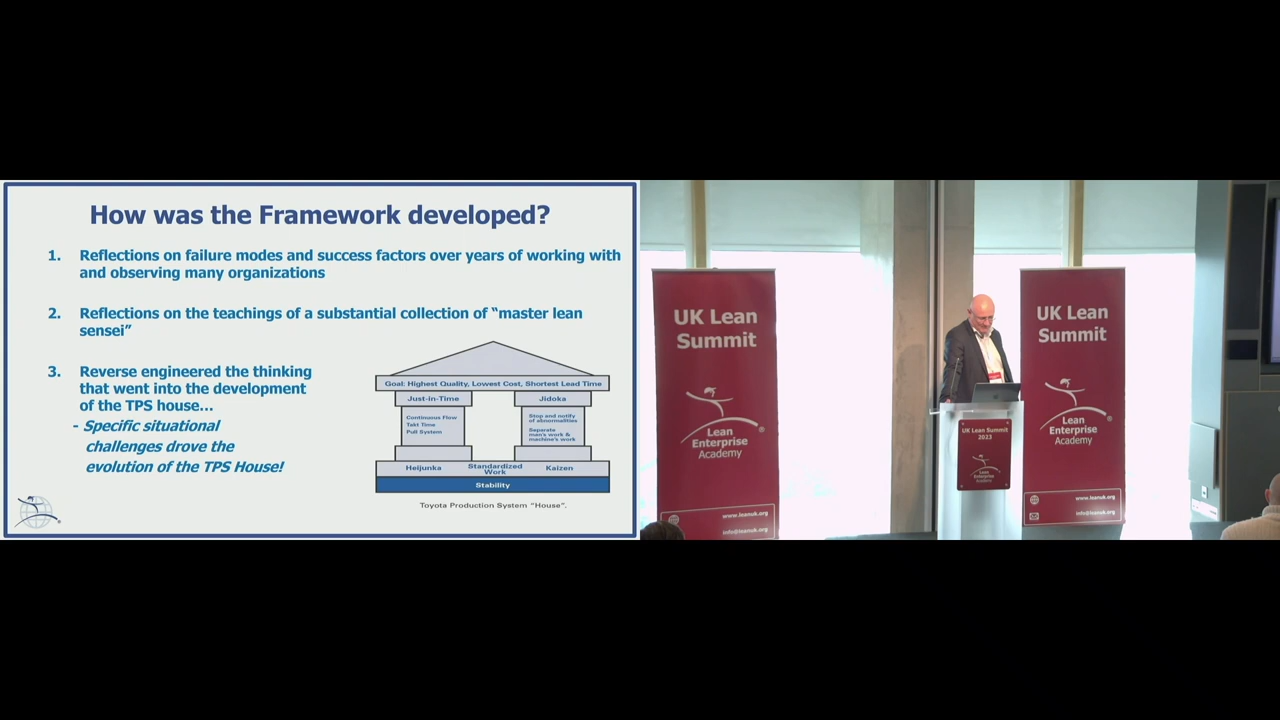 How was the Framework developed?
1. Reflections on failure modes and success factors over years of working with
and observing many organizations
2. Reflections on the teachings of a substantial collection of “master lean
sensei”
3. Reverse engineered the thinking
that went into the development
of the TPS house...
- Specific situational
challenges drove the
evolution of the TPS House!
Goal: Highest Quality, Lowest Cost, Shortest Lead Time
Just-in-Time
Jidoka
Continuous Flow
Takt Time
Pull System
Stop and notify
of abnormalities
Separate
man's work &
machine's work
Heijunka
Standardized
Work
Kaizen
Stability
Toyota Production System “House”.
UK Lean
Summit
Lean
Enterprise
Academy
www.leanuk.org
info@leanuk.org
UK Lean Summit
2023
Lean
Enterprise
Academy
UK Lean
Summit
Lean
Enterprise
Academy
www.leanuk.org
info@leanuk.org